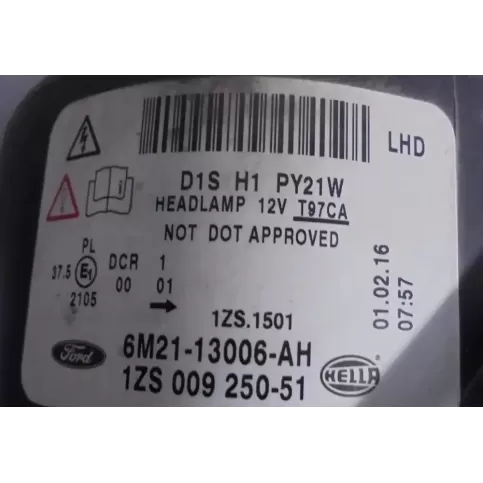 LHD
D1S H1 PY21W
HEADLAMP 12V T97CA
NOT DOT APPROVED
PL
37.5 E1 DCR 1
2105 00 01
01.02.16
07:57
1ZS.1501
Ford 6M21-13006-AH
1ZS 009 250-51 HELLA